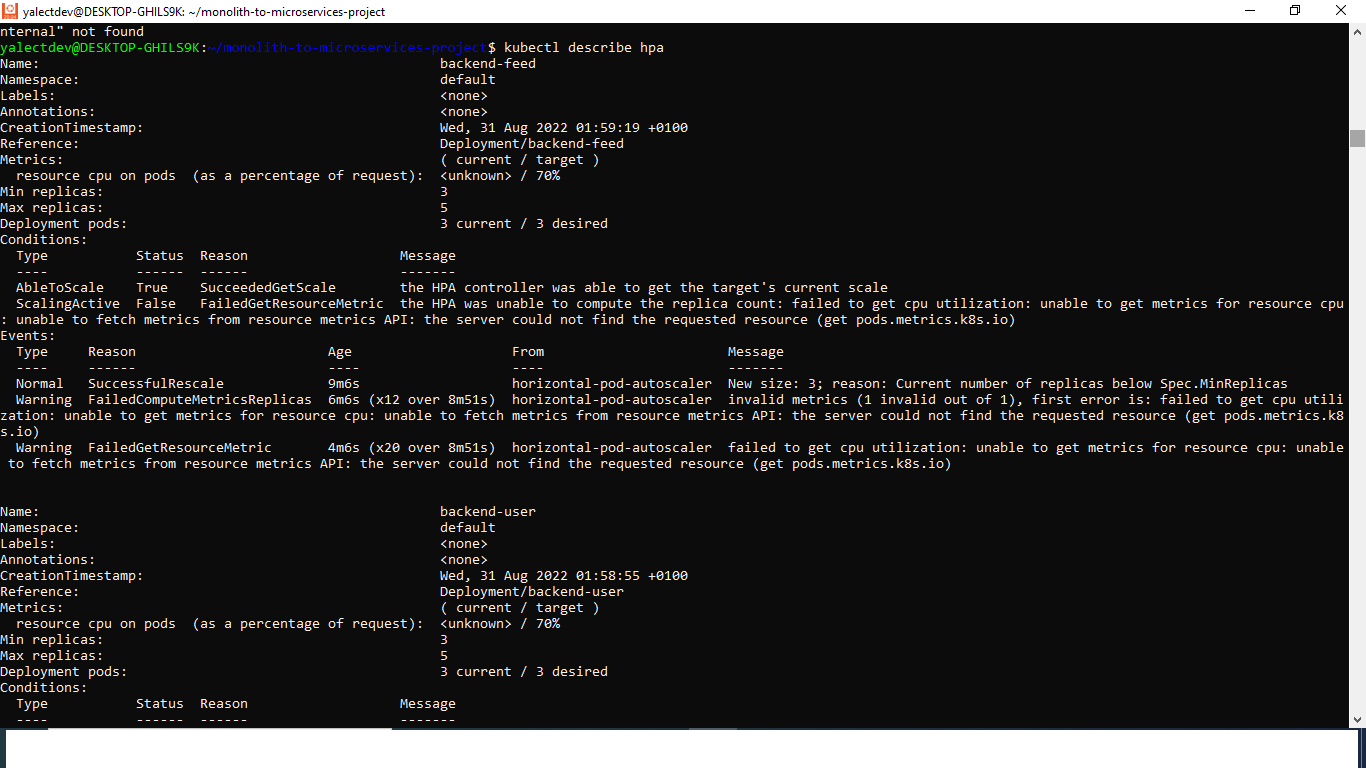 yalectdev@DESKTOP-GHILS9K: ~/monolith-to-microservices-project
nternal" not found
yalectdev@DESKTOP-GHILS9K:~/monolith-to-microservices-project$ kubectl describe hpa
Name: backend-feed
Namespace: default
Labels: <none>
Annotations: <none>
CreationTimestamp: Wed, 31 Aug 2022 01:59:19 +0100
Reference: Deployment/backend-feed
Metrics: ( current / target )
  resource cpu on pods  (as a percentage of request): <unknown> / 70%
Min replicas: 3
Max replicas: 5
Deployment pods: 3 current / 3 desired
Conditions:
  Type Status Reason Message
  ---- ------ ------ -------
  AbleToScale True SucceededGetScale the HPA controller was able to get the target's current scale
  ScalingActive False FailedGetResourceMetric the HPA was unable to compute the replica count: failed to get cpu utilization: unable to get metrics for resource cpu
: unable to fetch metrics from resource metrics API: the server could not find the requested resource (get pods.metrics.k8s.io)
Events:
  Type Reason Age From Message
  ---- ------ ---- ---- -------
  Normal SuccessfulRescale 9m6s horizontal-pod-autoscaler New size: 3; reason: Current number of replicas below Spec.MinReplicas
  Warning FailedComputeMetricsReplicas 6m6s (x12 over 8m51s) horizontal-pod-autoscaler invalid metrics (1 invalid out of 1), first error is: failed to get cpu utili
zation: unable to get metrics for resource cpu: unable to fetch metrics from resource metrics API: the server could not find the requested resource (get pods.metrics.k8
s.io)
  Warning FailedGetResourceMetric 4m6s (x20 over 8m51s) horizontal-pod-autoscaler failed to get cpu utilization: unable to get metrics for resource cpu: unable
 to fetch metrics from resource metrics API: the server could not find the requested resource (get pods.metrics.k8s.io)
Name: backend-user
Namespace: default
Labels: <none>
Annotations: <none>
CreationTimestamp: Wed, 31 Aug 2022 01:58:55 +0100
Reference: Deployment/backend-user
Metrics: ( current / target )
  resource cpu on pods  (as a percentage of request): <unknown> / 70%
Min replicas: 3
Max replicas: 5
Deployment pods: 3 current / 3 desired
Conditions:
  Type Status Reason Message
  ---- ------ ------ -------